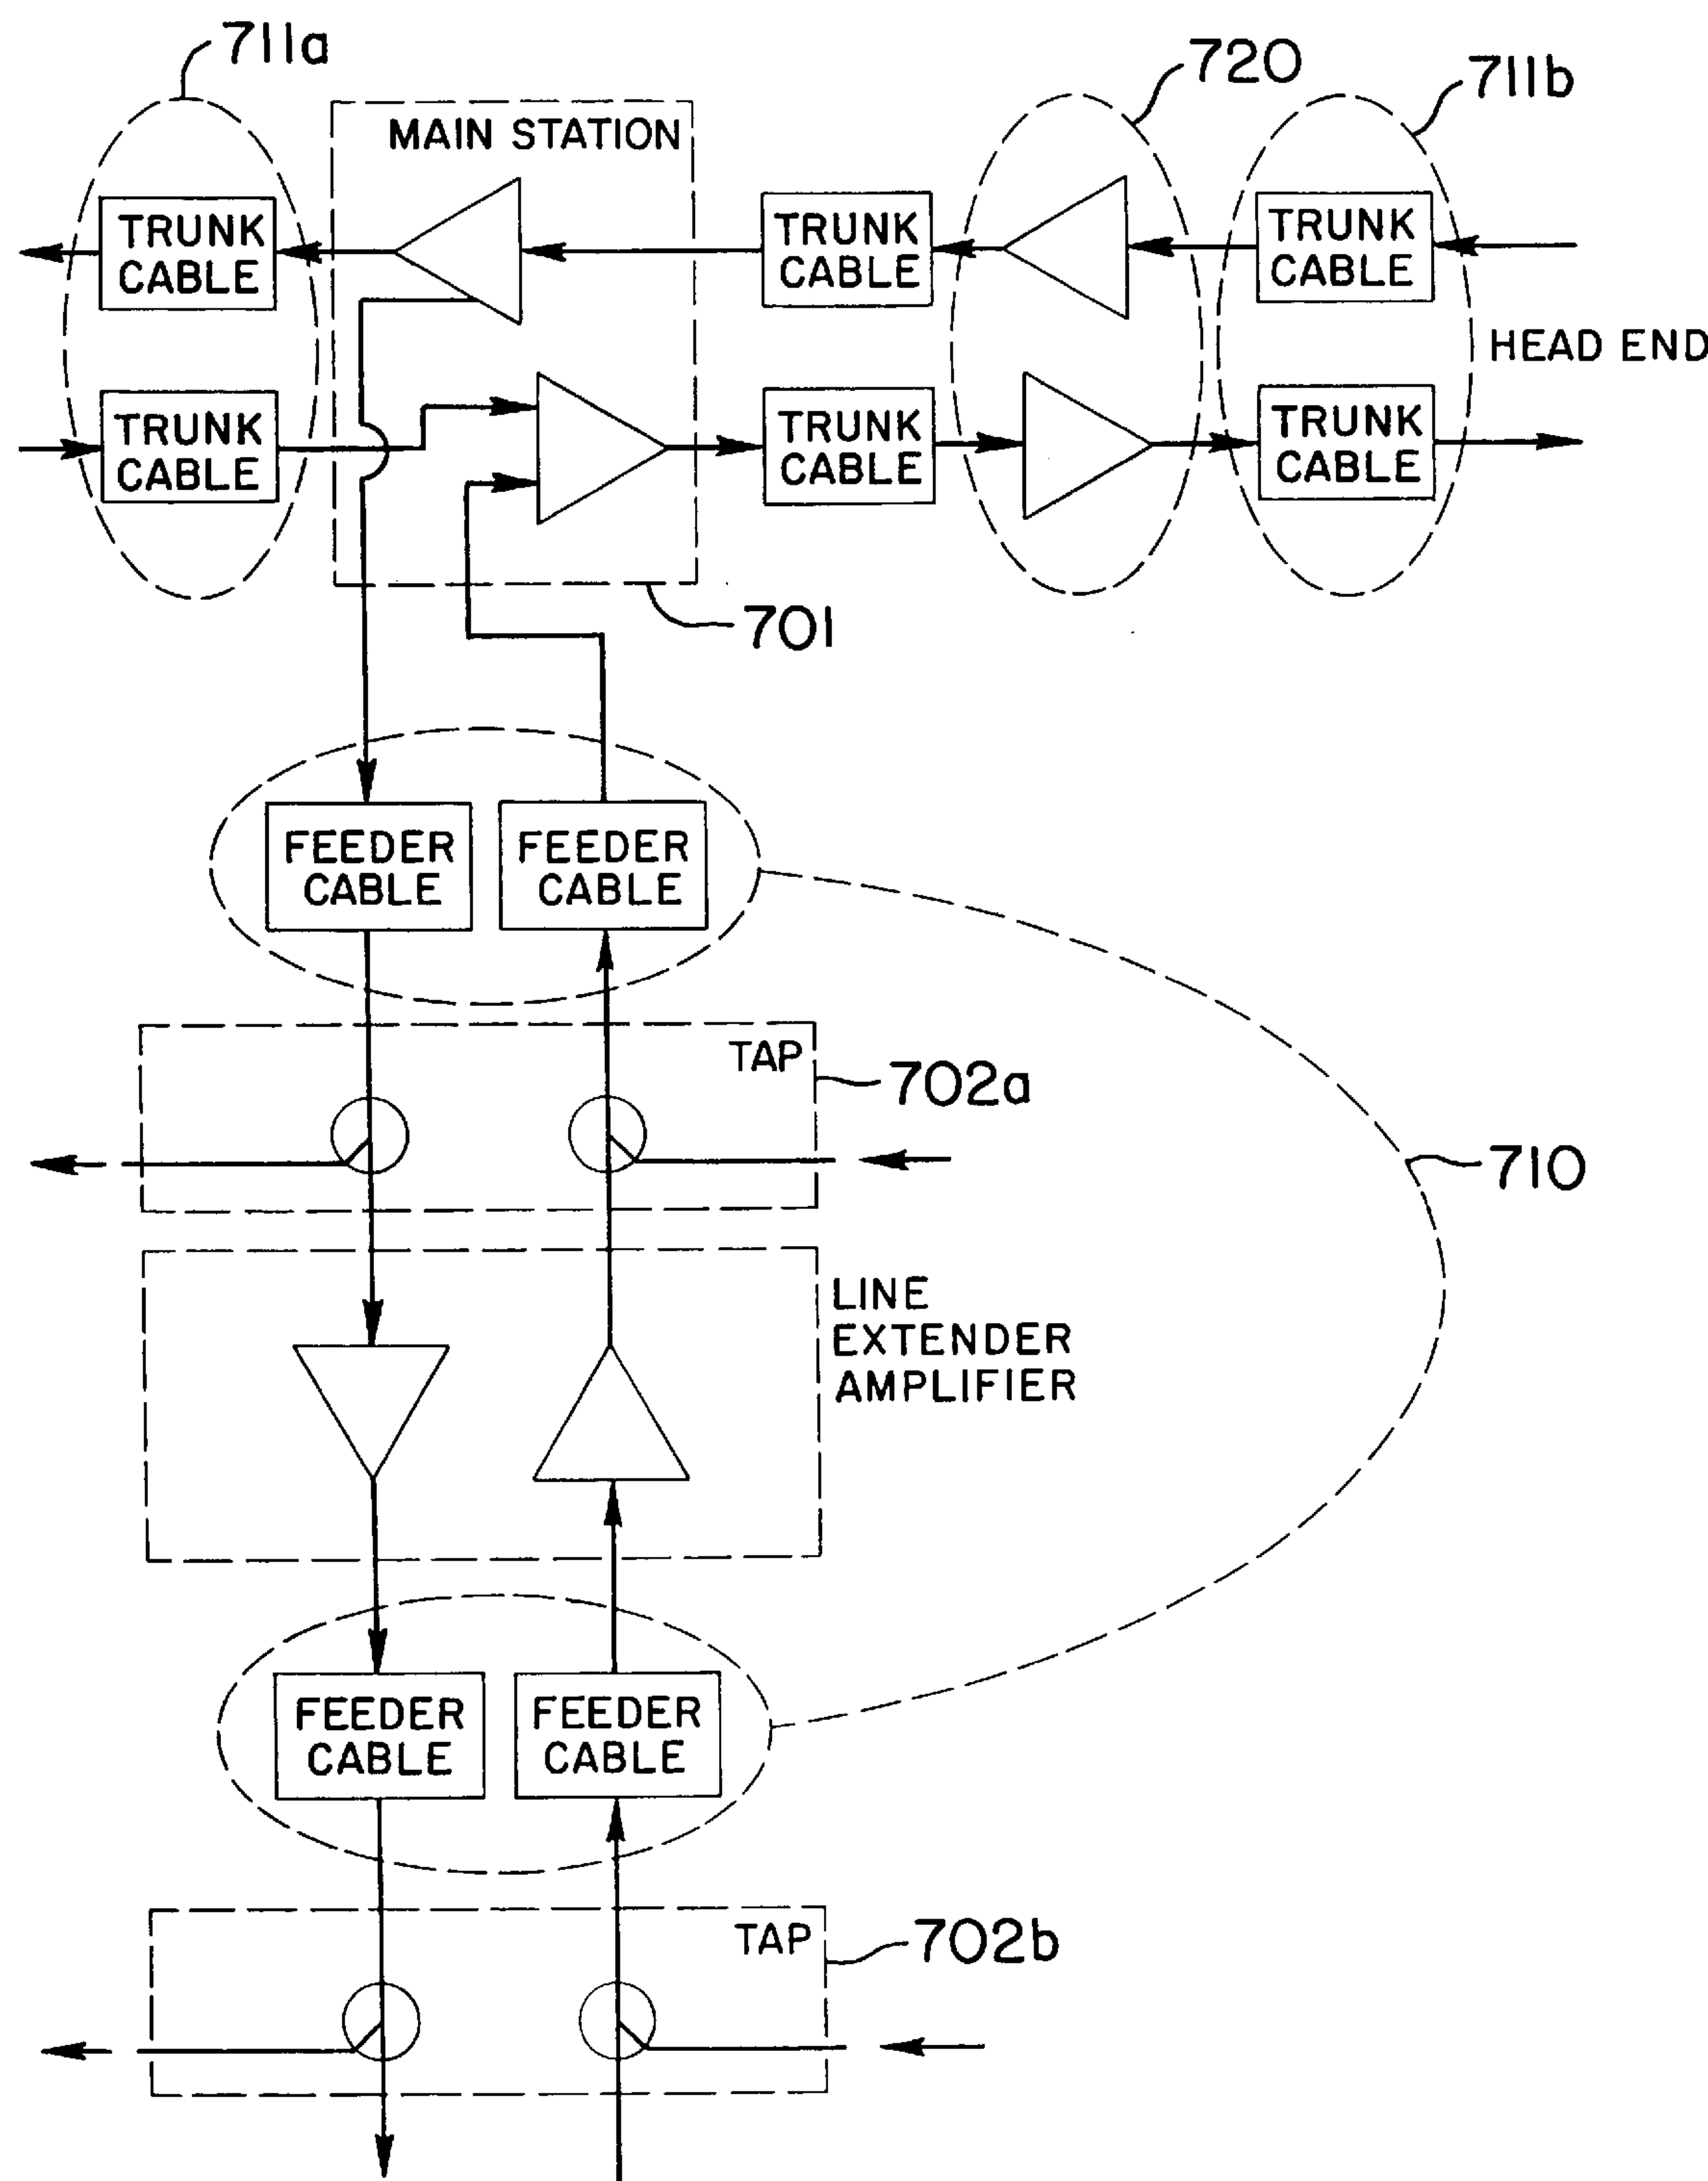 711a
720
711b
MAIN STATION
TRUNK
CABLE
TRUNK
CABLE
TRUNK
CABLE
HEAD END
TRUNK
CABLE
TRUNK
CABLE
TRUNK
CABLE
701
FEEDER
CABLE
FEEDER
CABLE
TAP
702a
710
LINE
EXTENDER
AMPLIFIER
FEEDER
CABLE
FEEDER
CABLE
TAP
702b